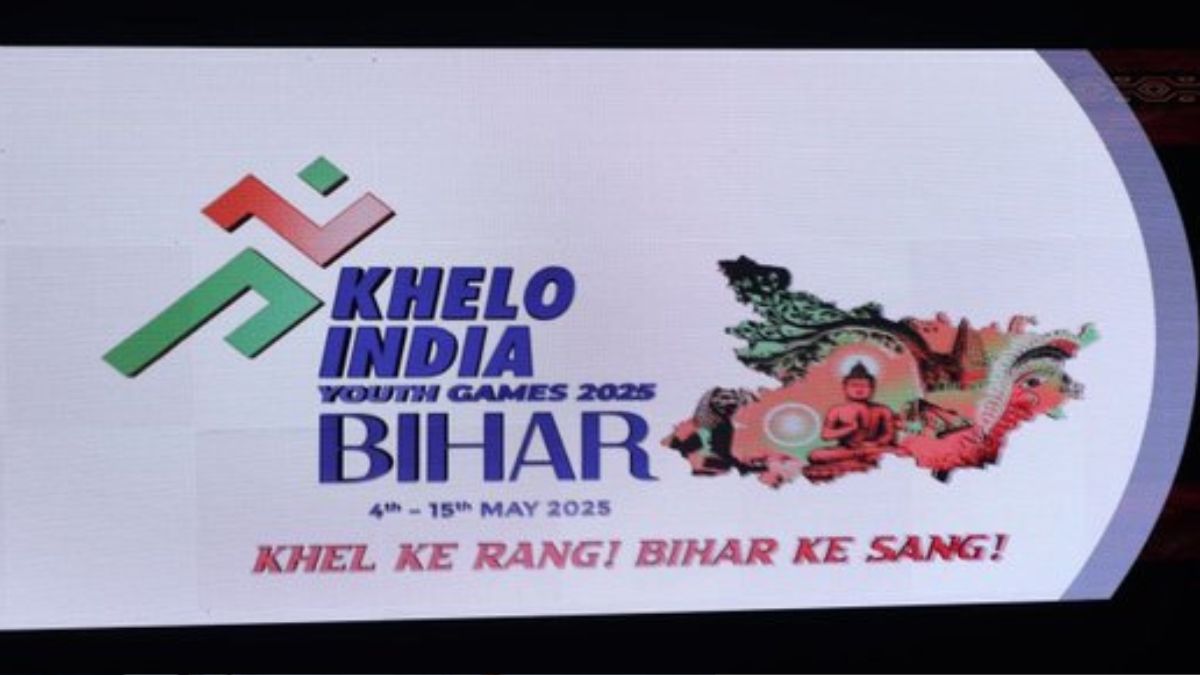 KHELO
INDIA
YOUTH GAMES 2025
BIHAR
4th - 15th MAY 2025
KHEL KE RANG! BIHAR KE SANG!